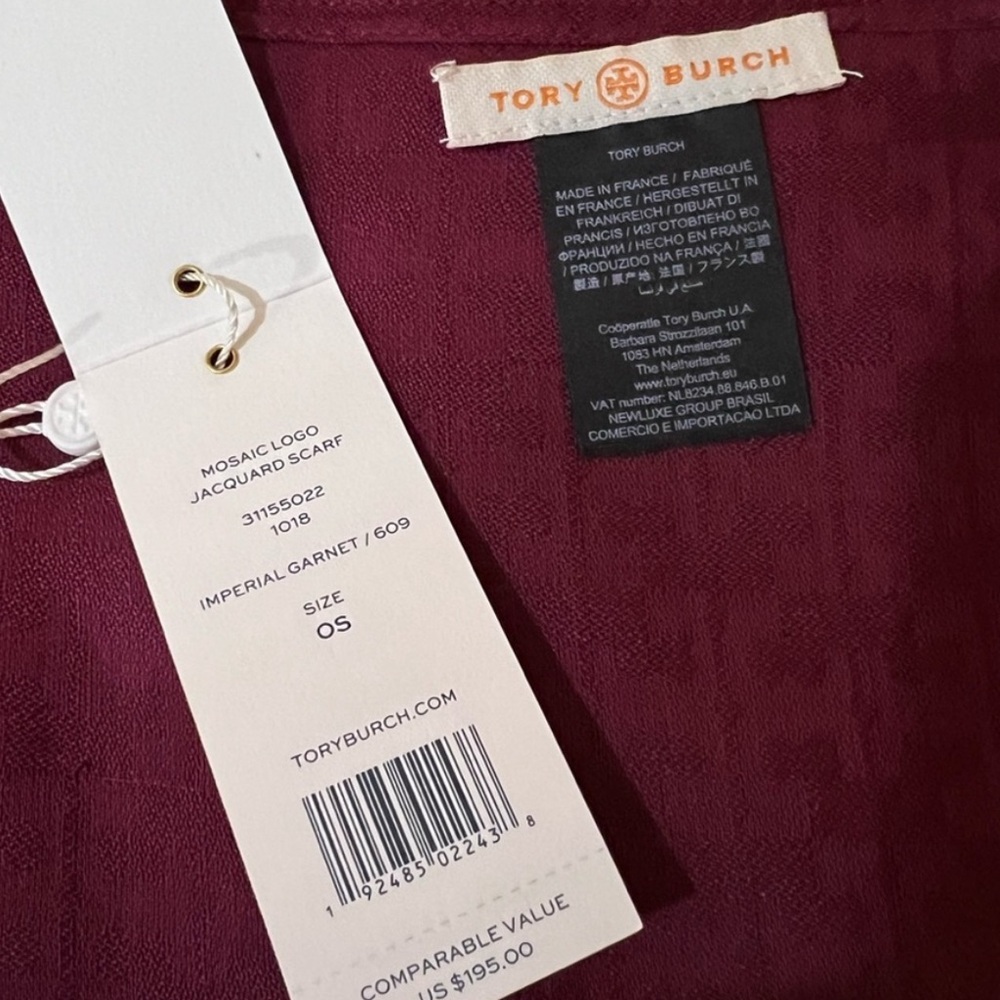 TORY BURCH
TORY BURCH
MADE IN FRANCE / FABRIQUÉ
EN FRANCE / HERGESTELLT IN
FRANKREICH / DIBUAT DI
PRANCIS / ИЗГОТОВЛЕНО ВО
ФРАНЦИИ / HECHO EN FRANCIA
/ PRODUZIDO NA FRANÇA / 法國
製造 / 原产地 法国 / フランス製
صنع في فرنسا
Coöperatie Tory Burch U.A.
Barbara Strozzilaan 101
1083 HN Amsterdam
The Netherlands
www.toryburch.eu
VAT number: NL8234.88.846.B.01
NEWLUXE GROUP BRASIL
COMERCIO E IMPORTACAO LTDA
MOSAIC LOGO
JACQUARD SCARF
31155022
1018
IMPERIAL GARNET / 609
SIZE
OS
TORYBURCH.COM
1 92485 02243 8
COMPARABLE VALUE
US $195.00